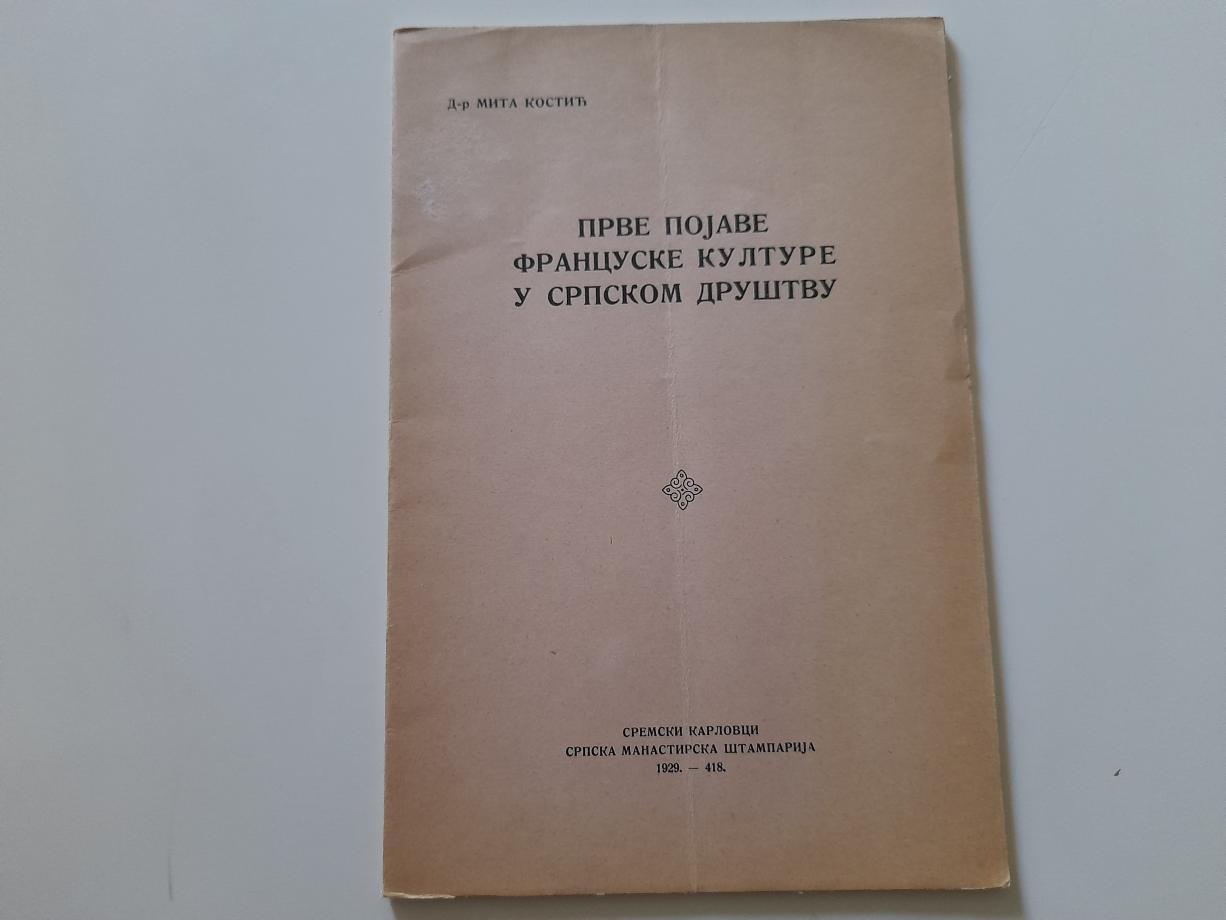 Д-р МИТА КОСТИЋ
ПРВЕ ПОЈАВЕ
ФРАНЦУСКЕ КУЛТУРЕ
У СРПСКОМ ДРУШТВУ
СРЕМСКИ КАРЛОВЦИ
СРПСКА МАНАСТИРСКА ШТАМПАРИЈА
1929. — 418.